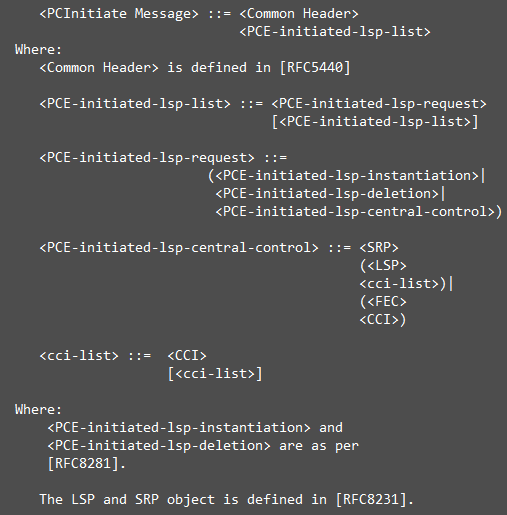 <PCInitiate Message> ::= <Common Header>
<PCE-initiated-lsp-list>
Where:
<Common Header> is defined in [RFC5440]
<PCE-initiated-lsp-list> ::= <PCE-initiated-lsp-request>
[<PCE-initiated-lsp-list>]
<PCE-initiated-lsp-request> ::=
(<PCE-initiated-lsp-instantiation>|
<PCE-initiated-lsp-deletion>|
<PCE-initiated-lsp-central-control>)
<PCE-initiated-lsp-central-control> ::= <SRP>
(<LSP>
<cci-list>)|
(<FEC>
<CCI>)
<cci-list> ::=  <CCI>
[<cci-list>]
Where:
<PCE-initiated-lsp-instantiation> and
<PCE-initiated-lsp-deletion> are as per
[RFC8281].
The LSP and SRP object is defined in [RFC8231].